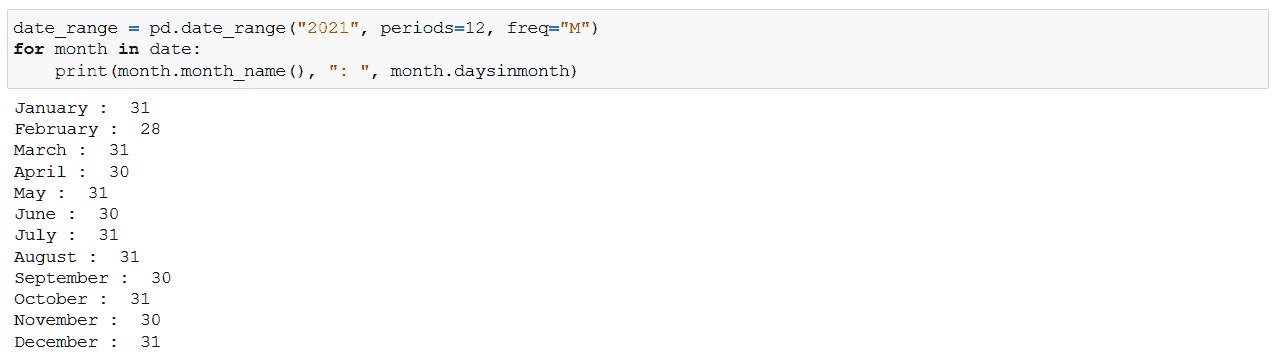 date_range = pd.date_range("2021", periods=12, freq="M")
for month in date:
    print(month.month_name(), ": ", month.daysinmonth)
January :  31
February :  28
March :  31
April :  30
May :  31
June :  30
July :  31
August :  31
September :  30
October :  31
November :  30
December :  31